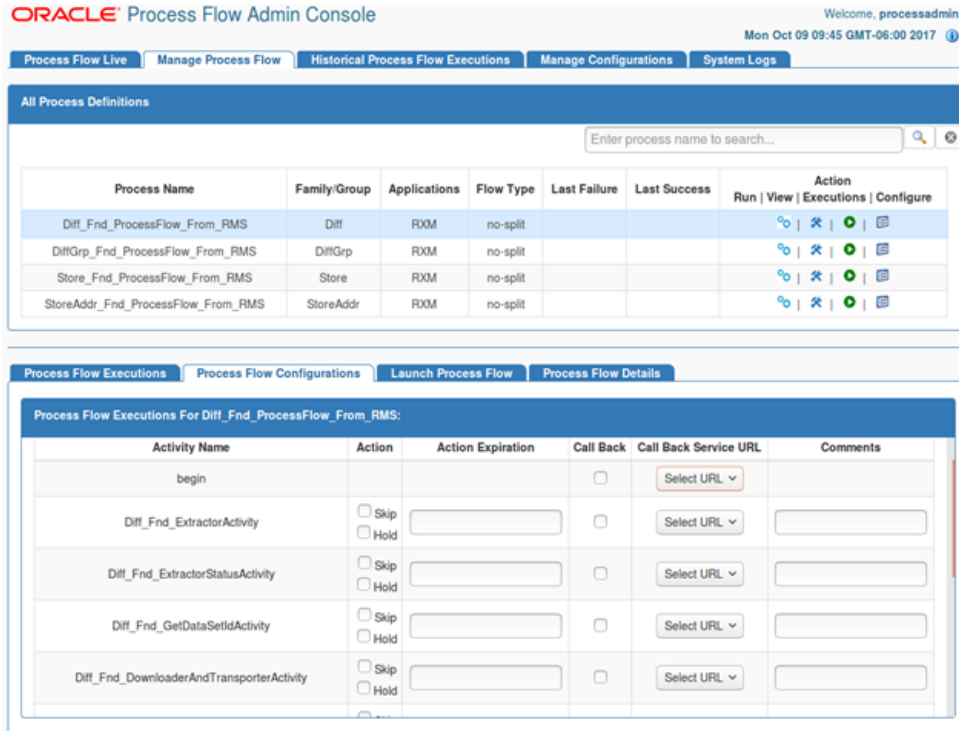 ORACLE Process Flow Admin Console
Welcome, processadmin
Mon Oct 09 09:45 GMT-06:00 2017
Process Flow Live
Manage Process Flow
Historical Process Flow Executions
Manage Configurations
System Logs
All Process Definitions
Enter process name to search...
Process Name Family/Group Applications Flow Type Last Failure Last Success Action
Run | View | Executions | Configure
Diff_Fnd_ProcessFlow_From_RMS Diff RXM no-split | | |
DiffGrp_Fnd_ProcessFlow_From_RMS DiffGrp RXM no-split | | |
Store_Fnd_ProcessFlow_From_RMS Store RXM no-split | | |
StoreAddr_Fnd_ProcessFlow_From_RMS StoreAddr RXM no-split | | |
Process Flow Executions
Process Flow Configurations
Launch Process Flow
Process Flow Details
Process Flow Executions For Diff_Fnd_ProcessFlow_From_RMS:
Activity Name Action Action Expiration Call Back Call Back Service URL Comments
begin Select URL
Diff_Fnd_ExtractorActivity Skip Hold Select URL
Diff_Fnd_ExtractorStatusActivity Skip Hold Select URL
Diff_Fnd_GetDataSetIdActivity Skip Hold Select URL
Diff_Fnd_DownloaderAndTransporterActivity Skip Hold Select URL